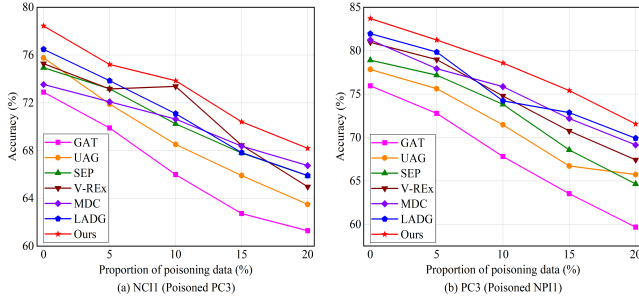 80
76
72
68
64
60
Accuracy (%)
GAT
UAG
SEP
V-REx
MDC
LADG
Ours
0 5 10 15 20
Proportion of poisoning data (%)
(a) NCI1 (Poisoned PC3)
85
80
75
70
65
60
Accuracy (%)
GAT
UAG
SEP
V-REx
MDC
LADG
Ours
0 5 10 15 20
Proportion of poisoning data (%)
(b) PC3 (Poisoned NPI1)